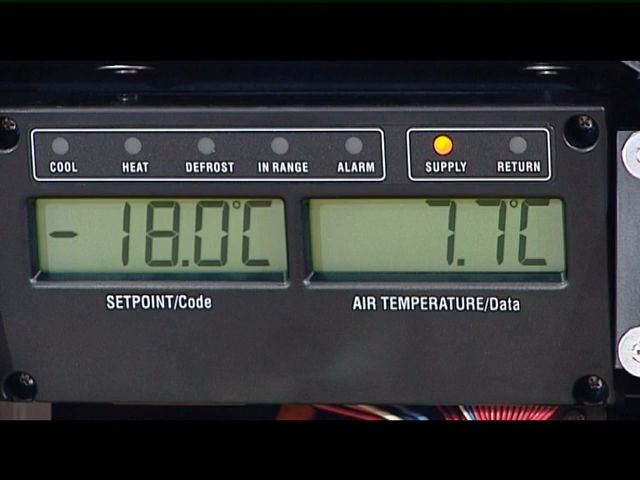 COOL HEAT DEFROST IN RANGE ALARM SUPPLY RETURN
-18.0°C 7.7°C
SETPOINT/Code AIR TEMPERATURE/Data